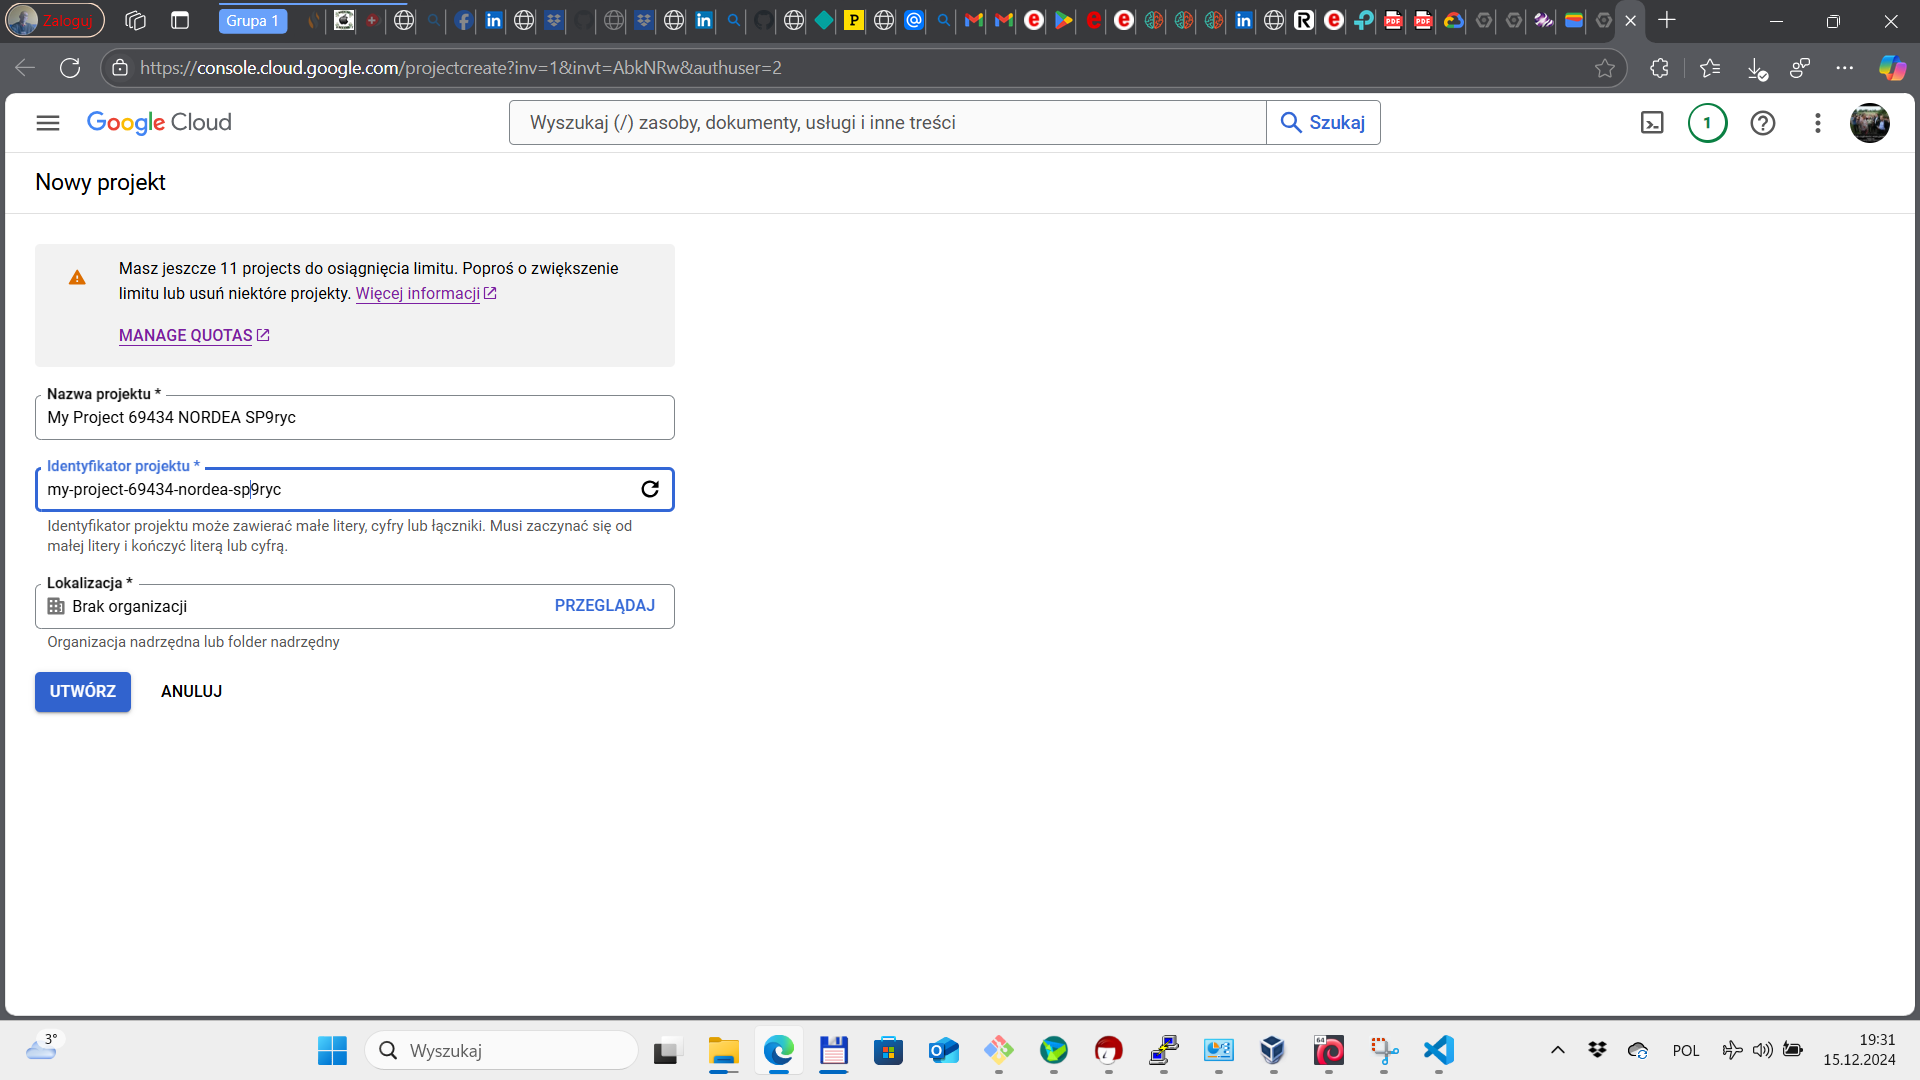 Zaloguj
Grupa 1
https://console.cloud.google.com/projectcreate?inv=1&invt=AbkNRw&authuser=2
Google Cloud
Wyszukaj (/) zasoby, dokumenty, usługi i inne treści
Szukaj
1
Nowy projekt
Masz jeszcze 11 projects do osiągnięcia limitu. Poproś o zwiększenie
limitu lub usuń niektóre projekty. Więcej informacji
MANAGE QUOTAS
Nazwa projektu *
My Project 69434 NORDEA SP9ryc
Identyfikator projektu *
my-project-69434-nordea-sp9ryc
Identyfikator projektu może zawierać małe litery, cyfry lub łączniki. Musi zaczynać się od
małej litery i kończyć literą lub cyfrą.
Lokalizacja *
Brak organizacji
PRZEGLĄDAJ
Organizacja nadrzędna lub folder nadrzędny
UTWÓRZ
ANULUJ
3°
Wyszukaj
64
POL
19:31
15.12.2024